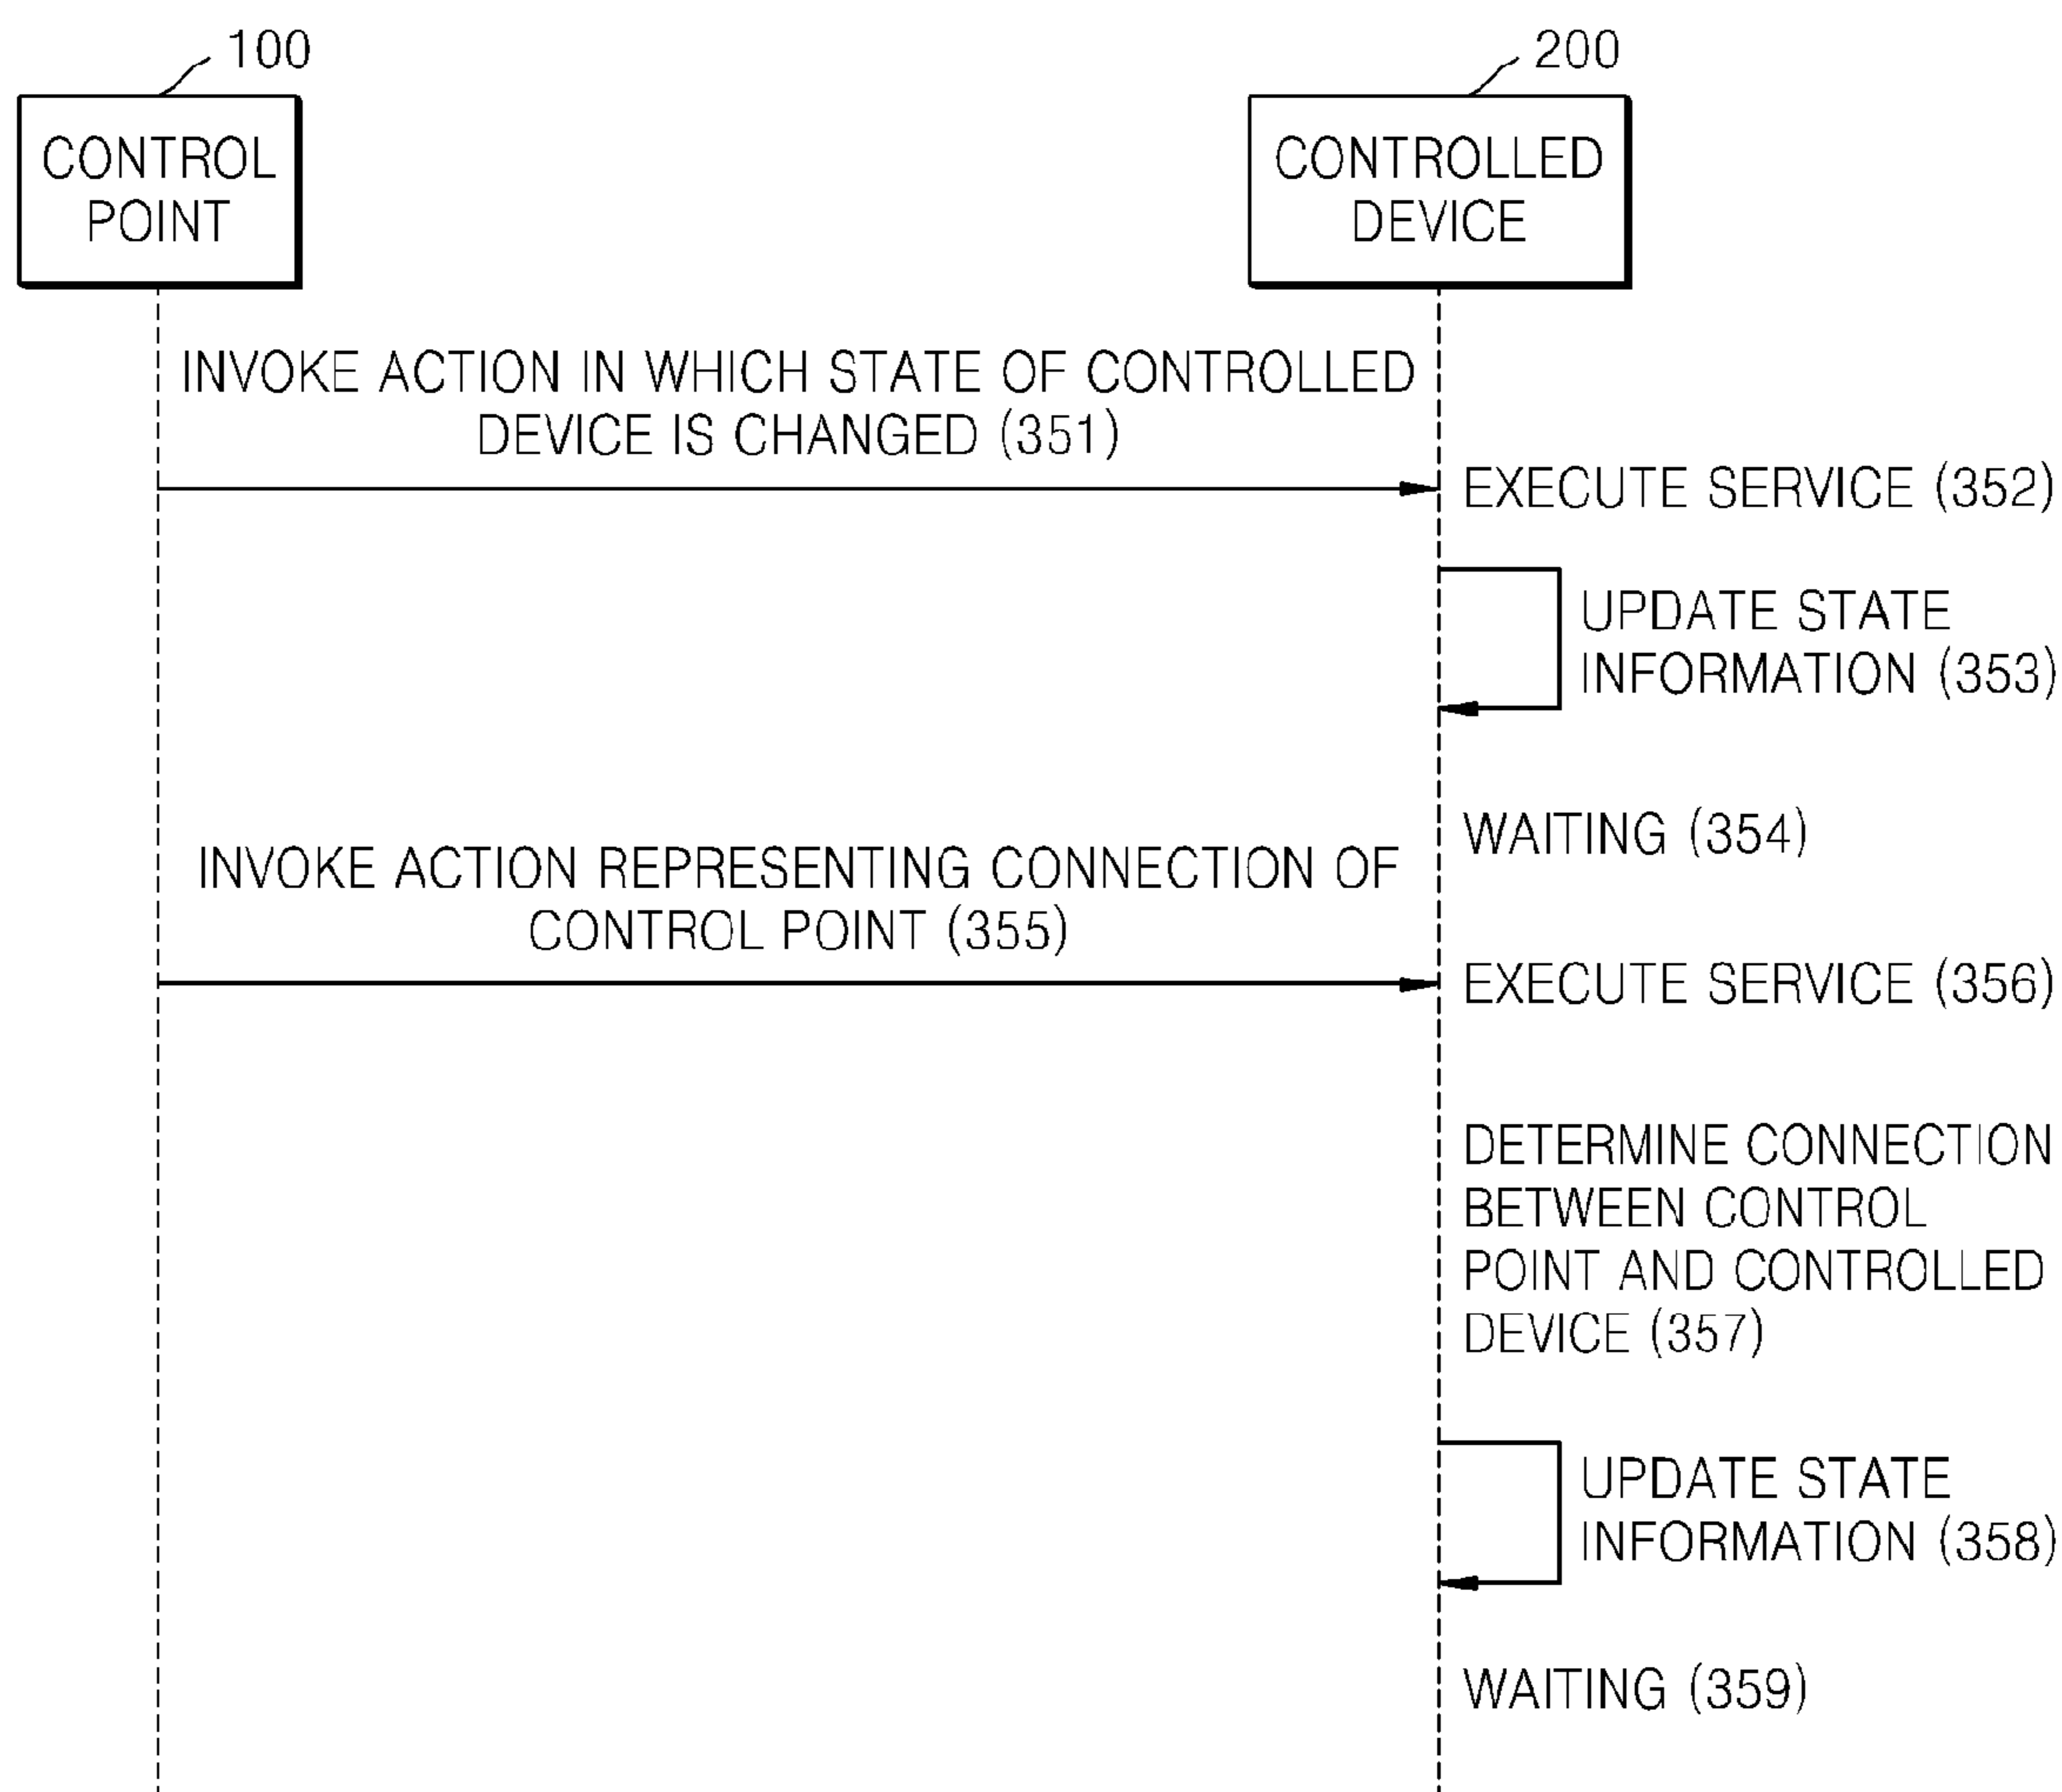 100
200
CONTROL
POINT
CONTROLLED
DEVICE
INVOKE ACTION IN WHICH STATE OF CONTROLLED
DEVICE IS CHANGED (351)
EXECUTE SERVICE (352)
UPDATE STATE
INFORMATION (353)
WAITING (354)
INVOKE ACTION REPRESENTING CONNECTION OF
CONTROL POINT (355)
EXECUTE SERVICE (356)
DETERMINE CONNECTION
BETWEEN CONTROL
POINT AND CONTROLLED
DEVICE (357)
UPDATE STATE
INFORMATION (358)
WAITING (359)